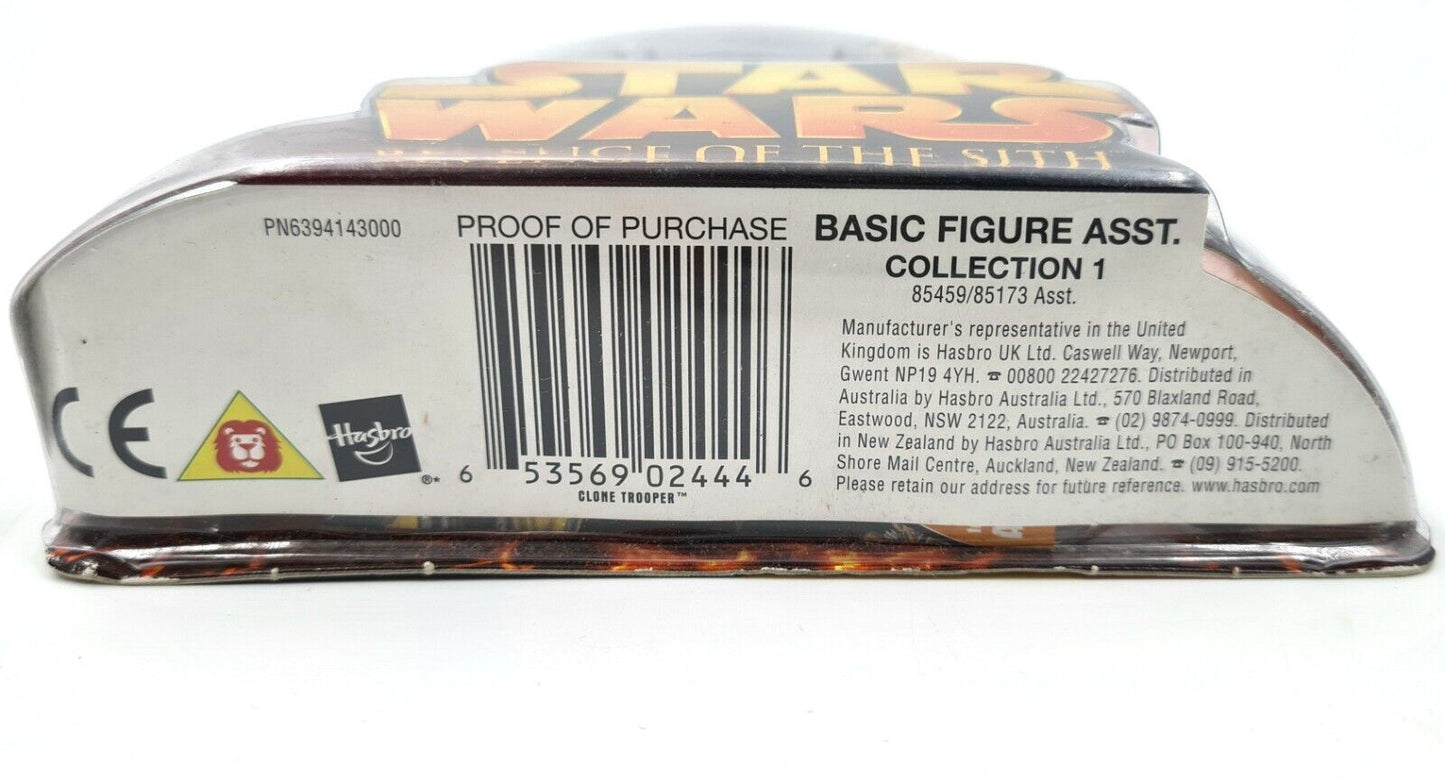 STAR
WARS
REVENGE OF THE SITH
PN6394143000
PROOF OF PURCHASE
6 53569 02444 6
CLONE TROOPER™
CE
Hasbro
®*
BASIC FIGURE ASST.
COLLECTION 1
85459/85173 Asst.
Manufacturer's representative in the United
Kingdom is Hasbro UK Ltd. Caswell Way, Newport,
Gwent NP19 4YH. ☎ 00800 22427276. Distributed in
Australia by Hasbro Australia Ltd., 570 Blaxland Road,
Eastwood, NSW 2122, Australia. ☎ (02) 9874-0999. Distributed
in New Zealand by Hasbro Australia Ltd., PO Box 100-940, North
Shore Mail Centre, Auckland, New Zealand. ☎ (09) 915-5200.
Please retain our address for future reference. www.hasbro.com